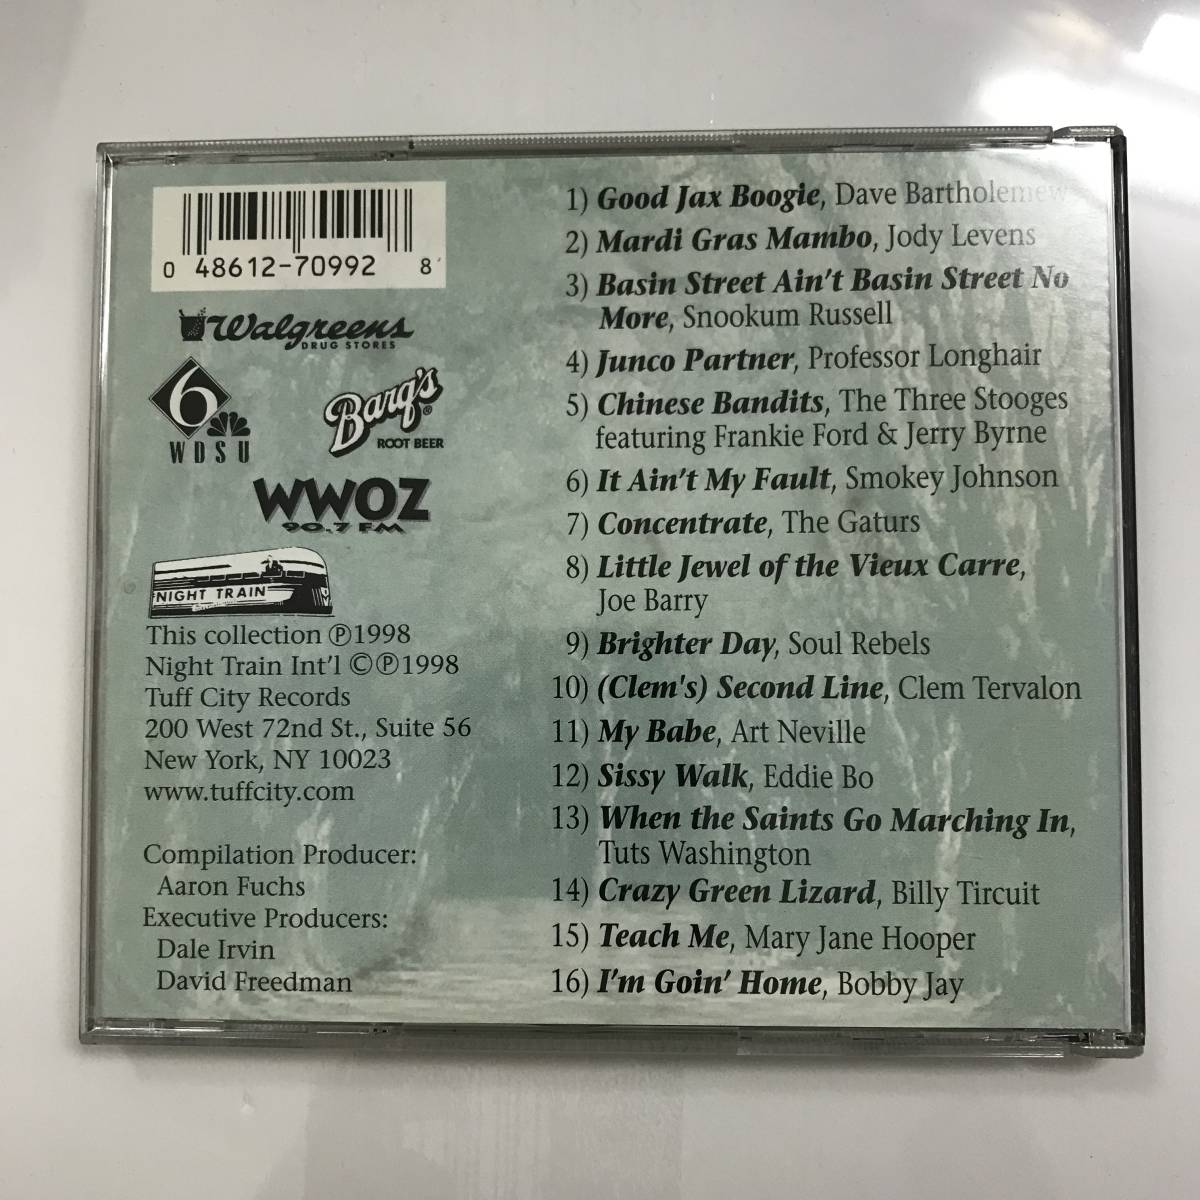 0 48612-70992 8
Walgreens
DRUG STORES
6
WDSU
Barq's®
ROOT BEER
WWOZ
90.7 FM
NIGHT TRAIN
This collection ℗1998
Night Train Int'l ©℗1998
Tuff City Records
200 West 72nd St., Suite 56
New York, NY 10023
www.tuffcity.com
Compilation Producer:
Aaron Fuchs
Executive Producers:
Dale Irvin
David Freedman
1) Good Jax Boogie, Dave Bartholemew
2) Mardi Gras Mambo, Jody Levens
3) Basin Street Ain't Basin Street No
More, Snookum Russell
4) Junco Partner, Professor Longhair
5) Chinese Bandits, The Three Stooges
featuring Frankie Ford & Jerry Byrne
6) It Ain't My Fault, Smokey Johnson
7) Concentrate, The Gaturs
8) Little Jewel of the Vieux Carre,
Joe Barry
9) Brighter Day, Soul Rebels
10) (Clem's) Second Line, Clem Tervalon
11) My Babe, Art Neville
12) Sissy Walk, Eddie Bo
13) When the Saints Go Marching In,
Tuts Washington
14) Crazy Green Lizard, Billy Tircuit
15) Teach Me, Mary Jane Hooper
16) I'm Goin' Home, Bobby Jay